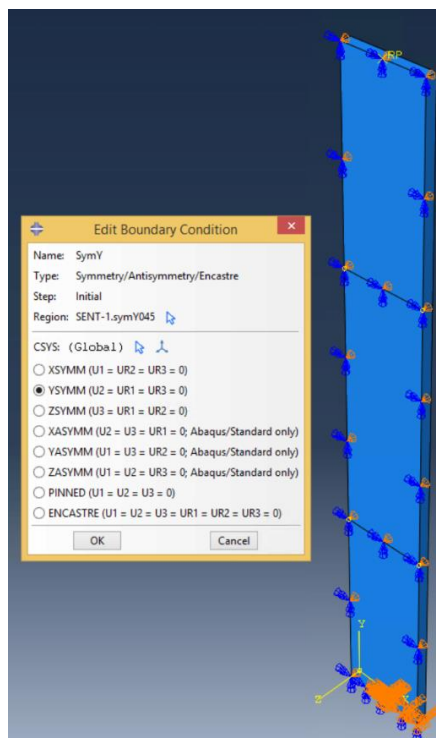 RP
Edit Boundary Condition
Name: SymY
Type: Symmetry/Antisymmetry/Encastre
Step: Initial
Region: SENT-1.symY045
CSYS: (Global)
XSYMM (U1 = UR2 = UR3 = 0)
YSYMM (U2 = UR1 = UR3 = 0)
ZSYMM (U3 = UR1 = UR2 = 0)
XASYMM (U2 = U3 = UR1 = 0; Abaqus/Standard only)
YASYMM (U1 = U3 = UR2 = 0; Abaqus/Standard only)
ZASYMM (U1 = U2 = UR3 = 0; Abaqus/Standard only)
PINNED (U1 = U2 = U3 = 0)
ENCASTRE (U1 = U2 = U3 = UR1 = UR2 = UR3 = 0)
OK Cancel
Y
Z X